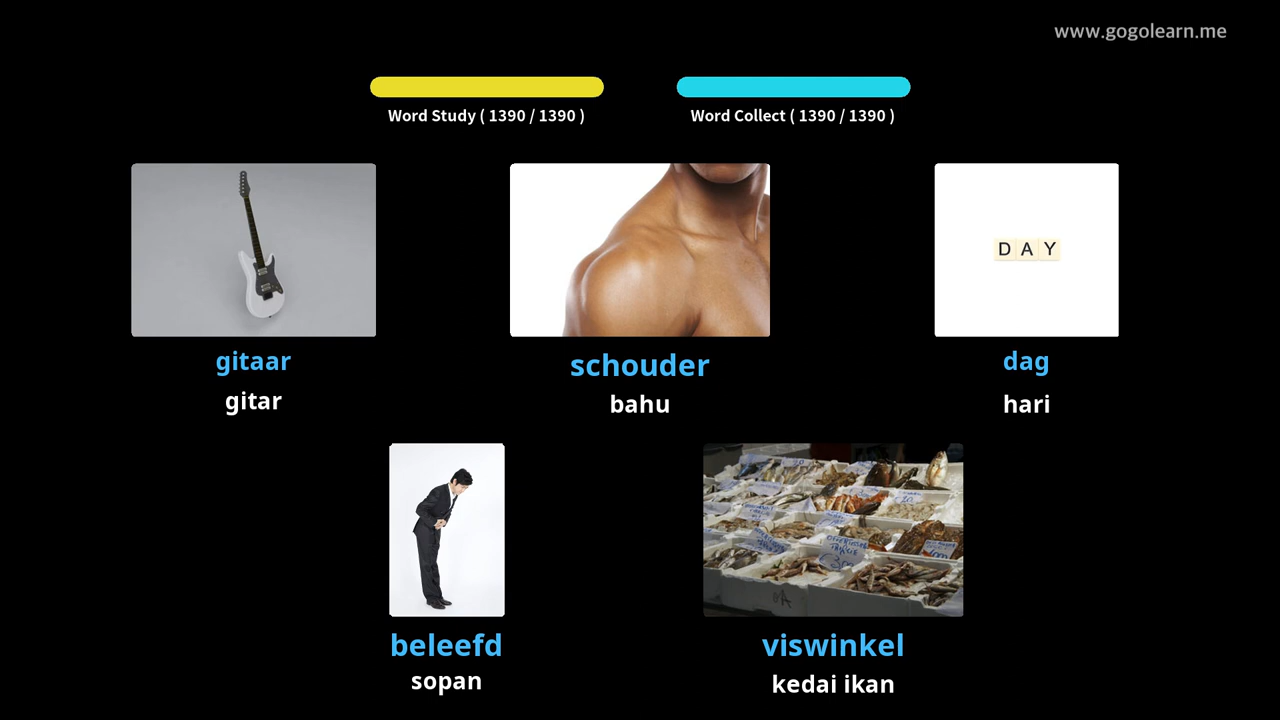 www.gogolearn.me
Word Study ( 1390 / 1390 )
Word Collect ( 1390 / 1390 )
D A Y
gitaar
schouder
dag
gitar
bahu
hari
beleefd
viswinkel
sopan
kedai ikan